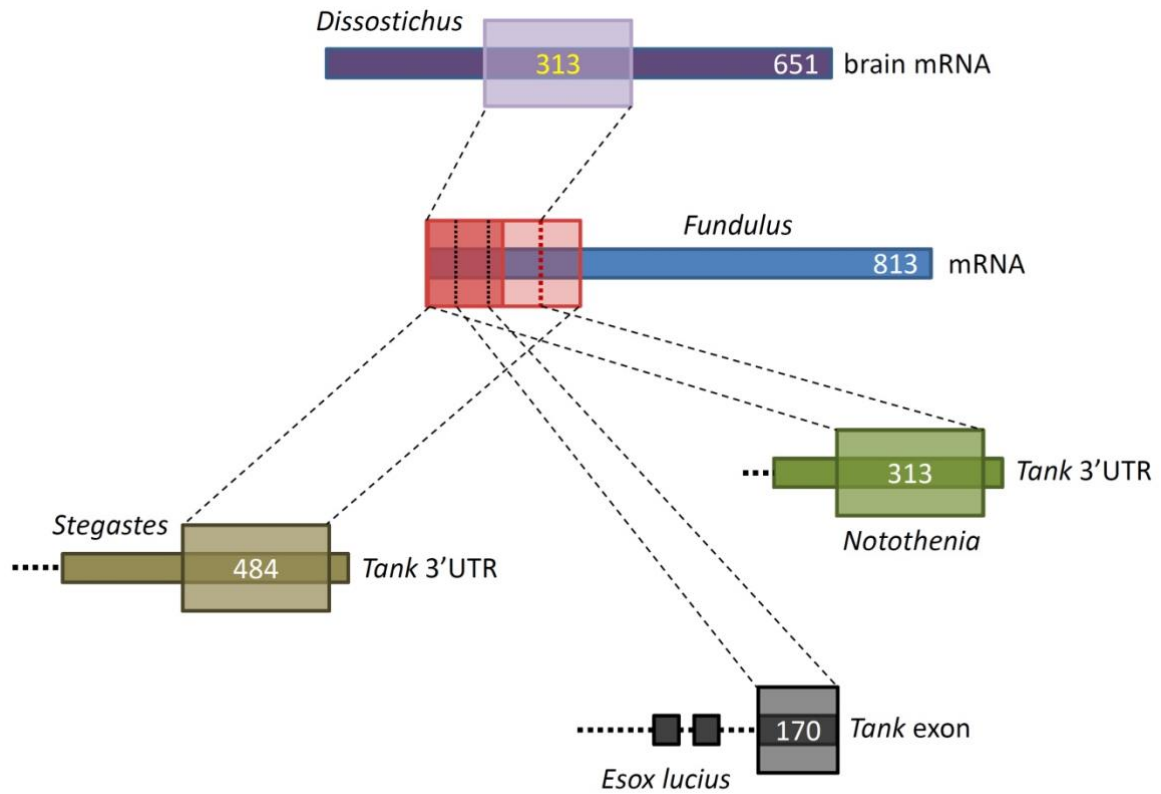 Dissostichus
313 651 brain mRNA
Fundulus
813 mRNA
313 Tank 3’UTR
Notothenia
Stegastes
484 Tank 3’UTR
170 Tank exon
Esox lucius